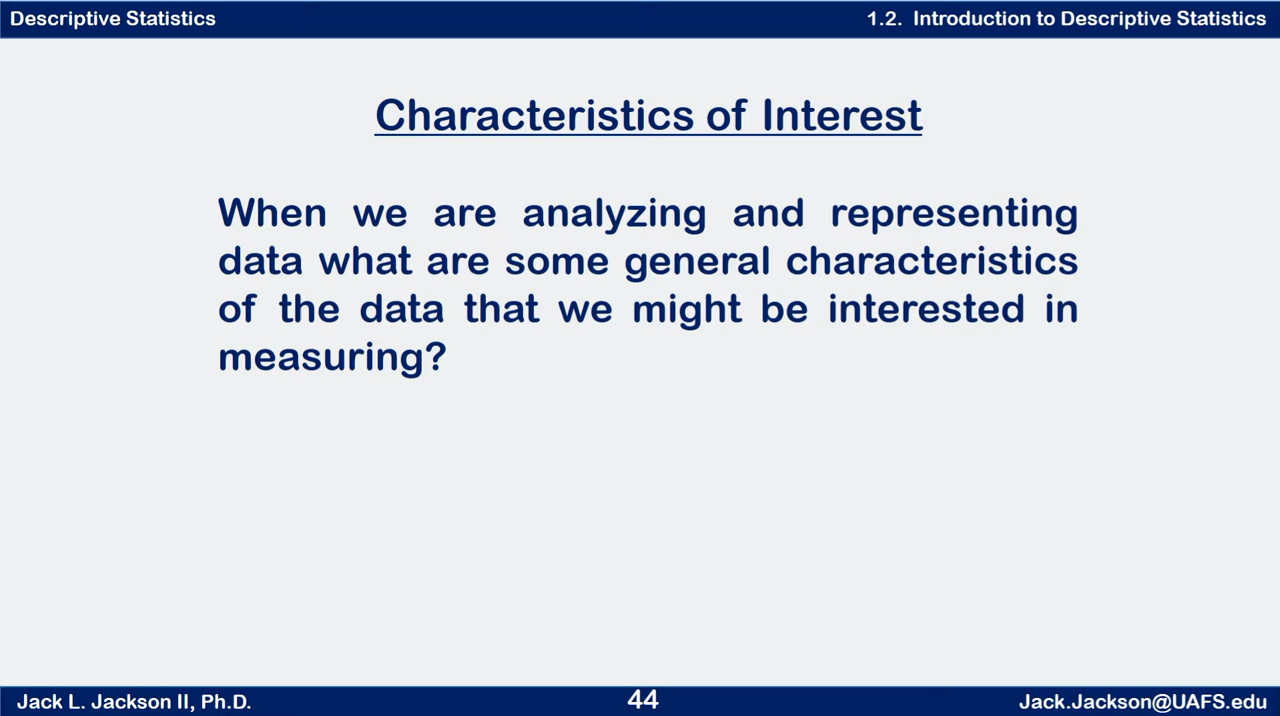 Descriptive Statistics
1.2. Introduction to Descriptive Statistics
Characteristics of Interest
When we are analyzing and representing
data what are some general characteristics
of the data that we might be interested in
measuring?
Jack L. Jackson II, Ph.D.
44
Jack.Jackson@UAFS.edu